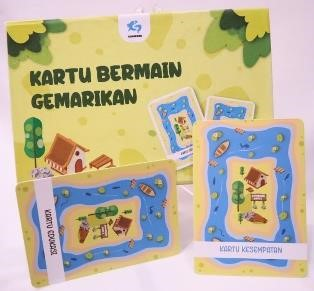 KARTU BERMAIN
GEMARIKAN
KARTU EDUKASI
KARTU KESEMPATAN